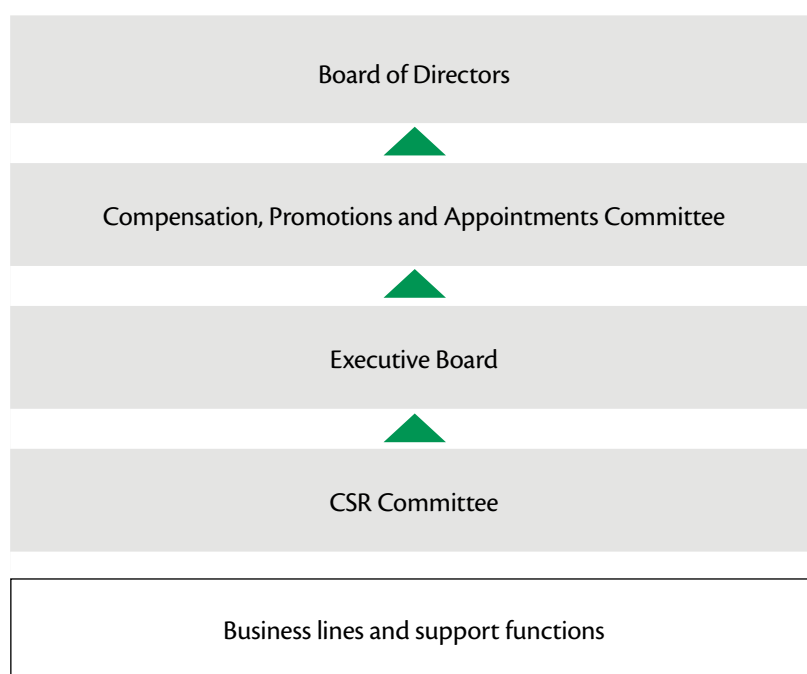 Board of Directors
Compensation, Promotions and Appointments Committee
Executive Board
CSR Committee
Business lines and support functions